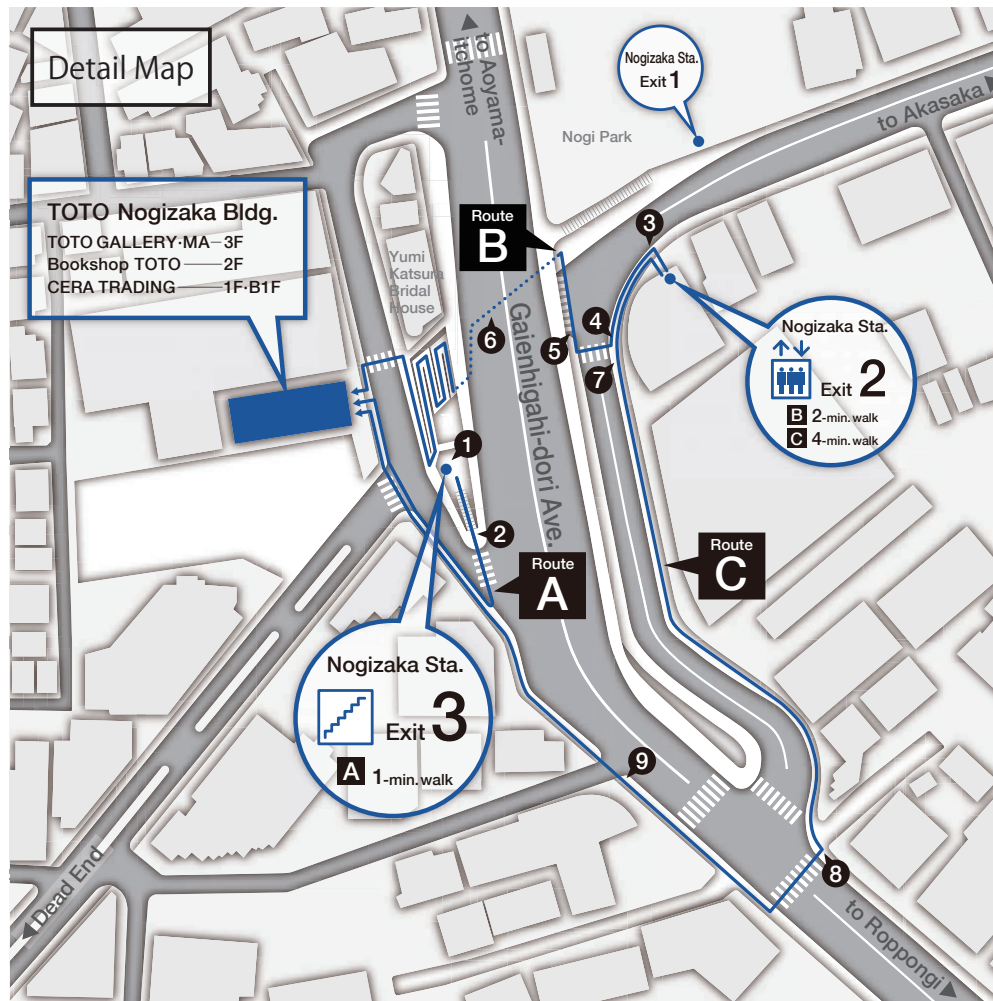 Detail Map
to Aoyama-
itchome
Nogizaka Sta.
Exit 1
to Akasaka
Nogi Park
TOTO Nogizaka Bldg.
TOTO GALLERY·MA－3F
Bookshop TOTO——2F
CERA TRADING———1F·B1F
Route
B
Yumi
Katsura
Bridal
House
3
4
5
6
7
Nogizaka Sta.
Exit 2
B 2-min. walk
C 4-min. walk
Gaienhigahi-dori Ave.
1
2
Route
A
Route
C
Nogizaka Sta.
Exit 3
A 1-min. walk
9
8
Dead End
to Roppongi